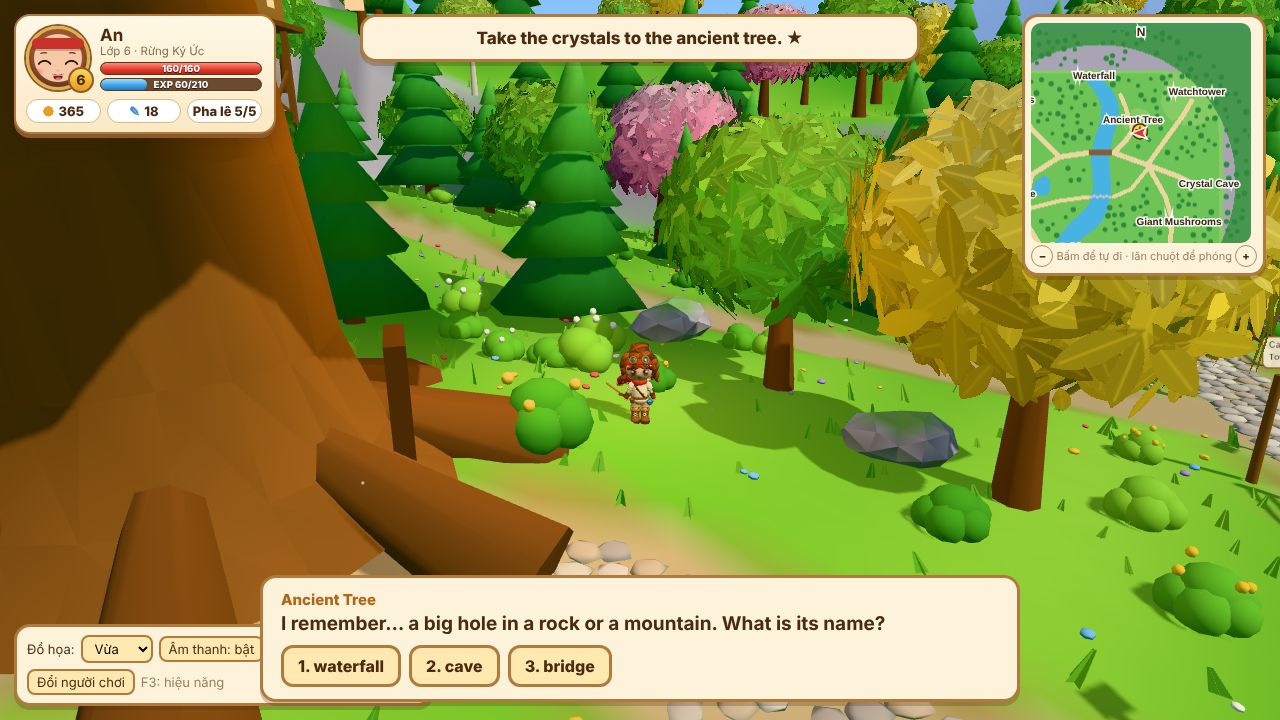 An
Lớp 6 · Rừng Ký Ức
160/160
EXP 60/210
6
365
18
Pha lê 5/5
Take the crystals to the ancient tree. ★
N
Waterfall
Watchtower
Ancient Tree
Crystal Cave
Giant Mushrooms
− Bấm để tự đi · lăn chuột để phóng +
Ancient Tree
I remember... a big hole in a rock or a mountain. What is its name?
1. waterfall
2. cave
3. bridge
Đồ họa: Vừa Âm thanh: bật
Đổi người chơi F3: hiệu năng